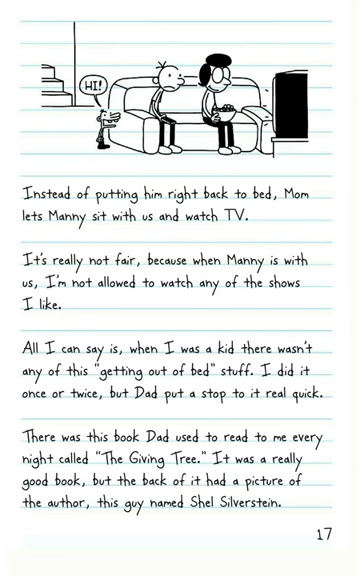 HI!
Instead of putting him right back to bed, Mom
lets Manny sit with us and watch TV.
It's really not fair, because when Manny is with
us, I'm not allowed to watch any of the shows
I like.
All I can say is, when I was a kid there wasn't
any of this "getting out of bed" stuff. I did it
once or twice, but Dad put a stop to it real quick.
There was this book Dad used to read to me every
night called "The Giving Tree." It was a really
good book, but the back of it had a picture of
the author, this guy named Shel Silverstein.
17